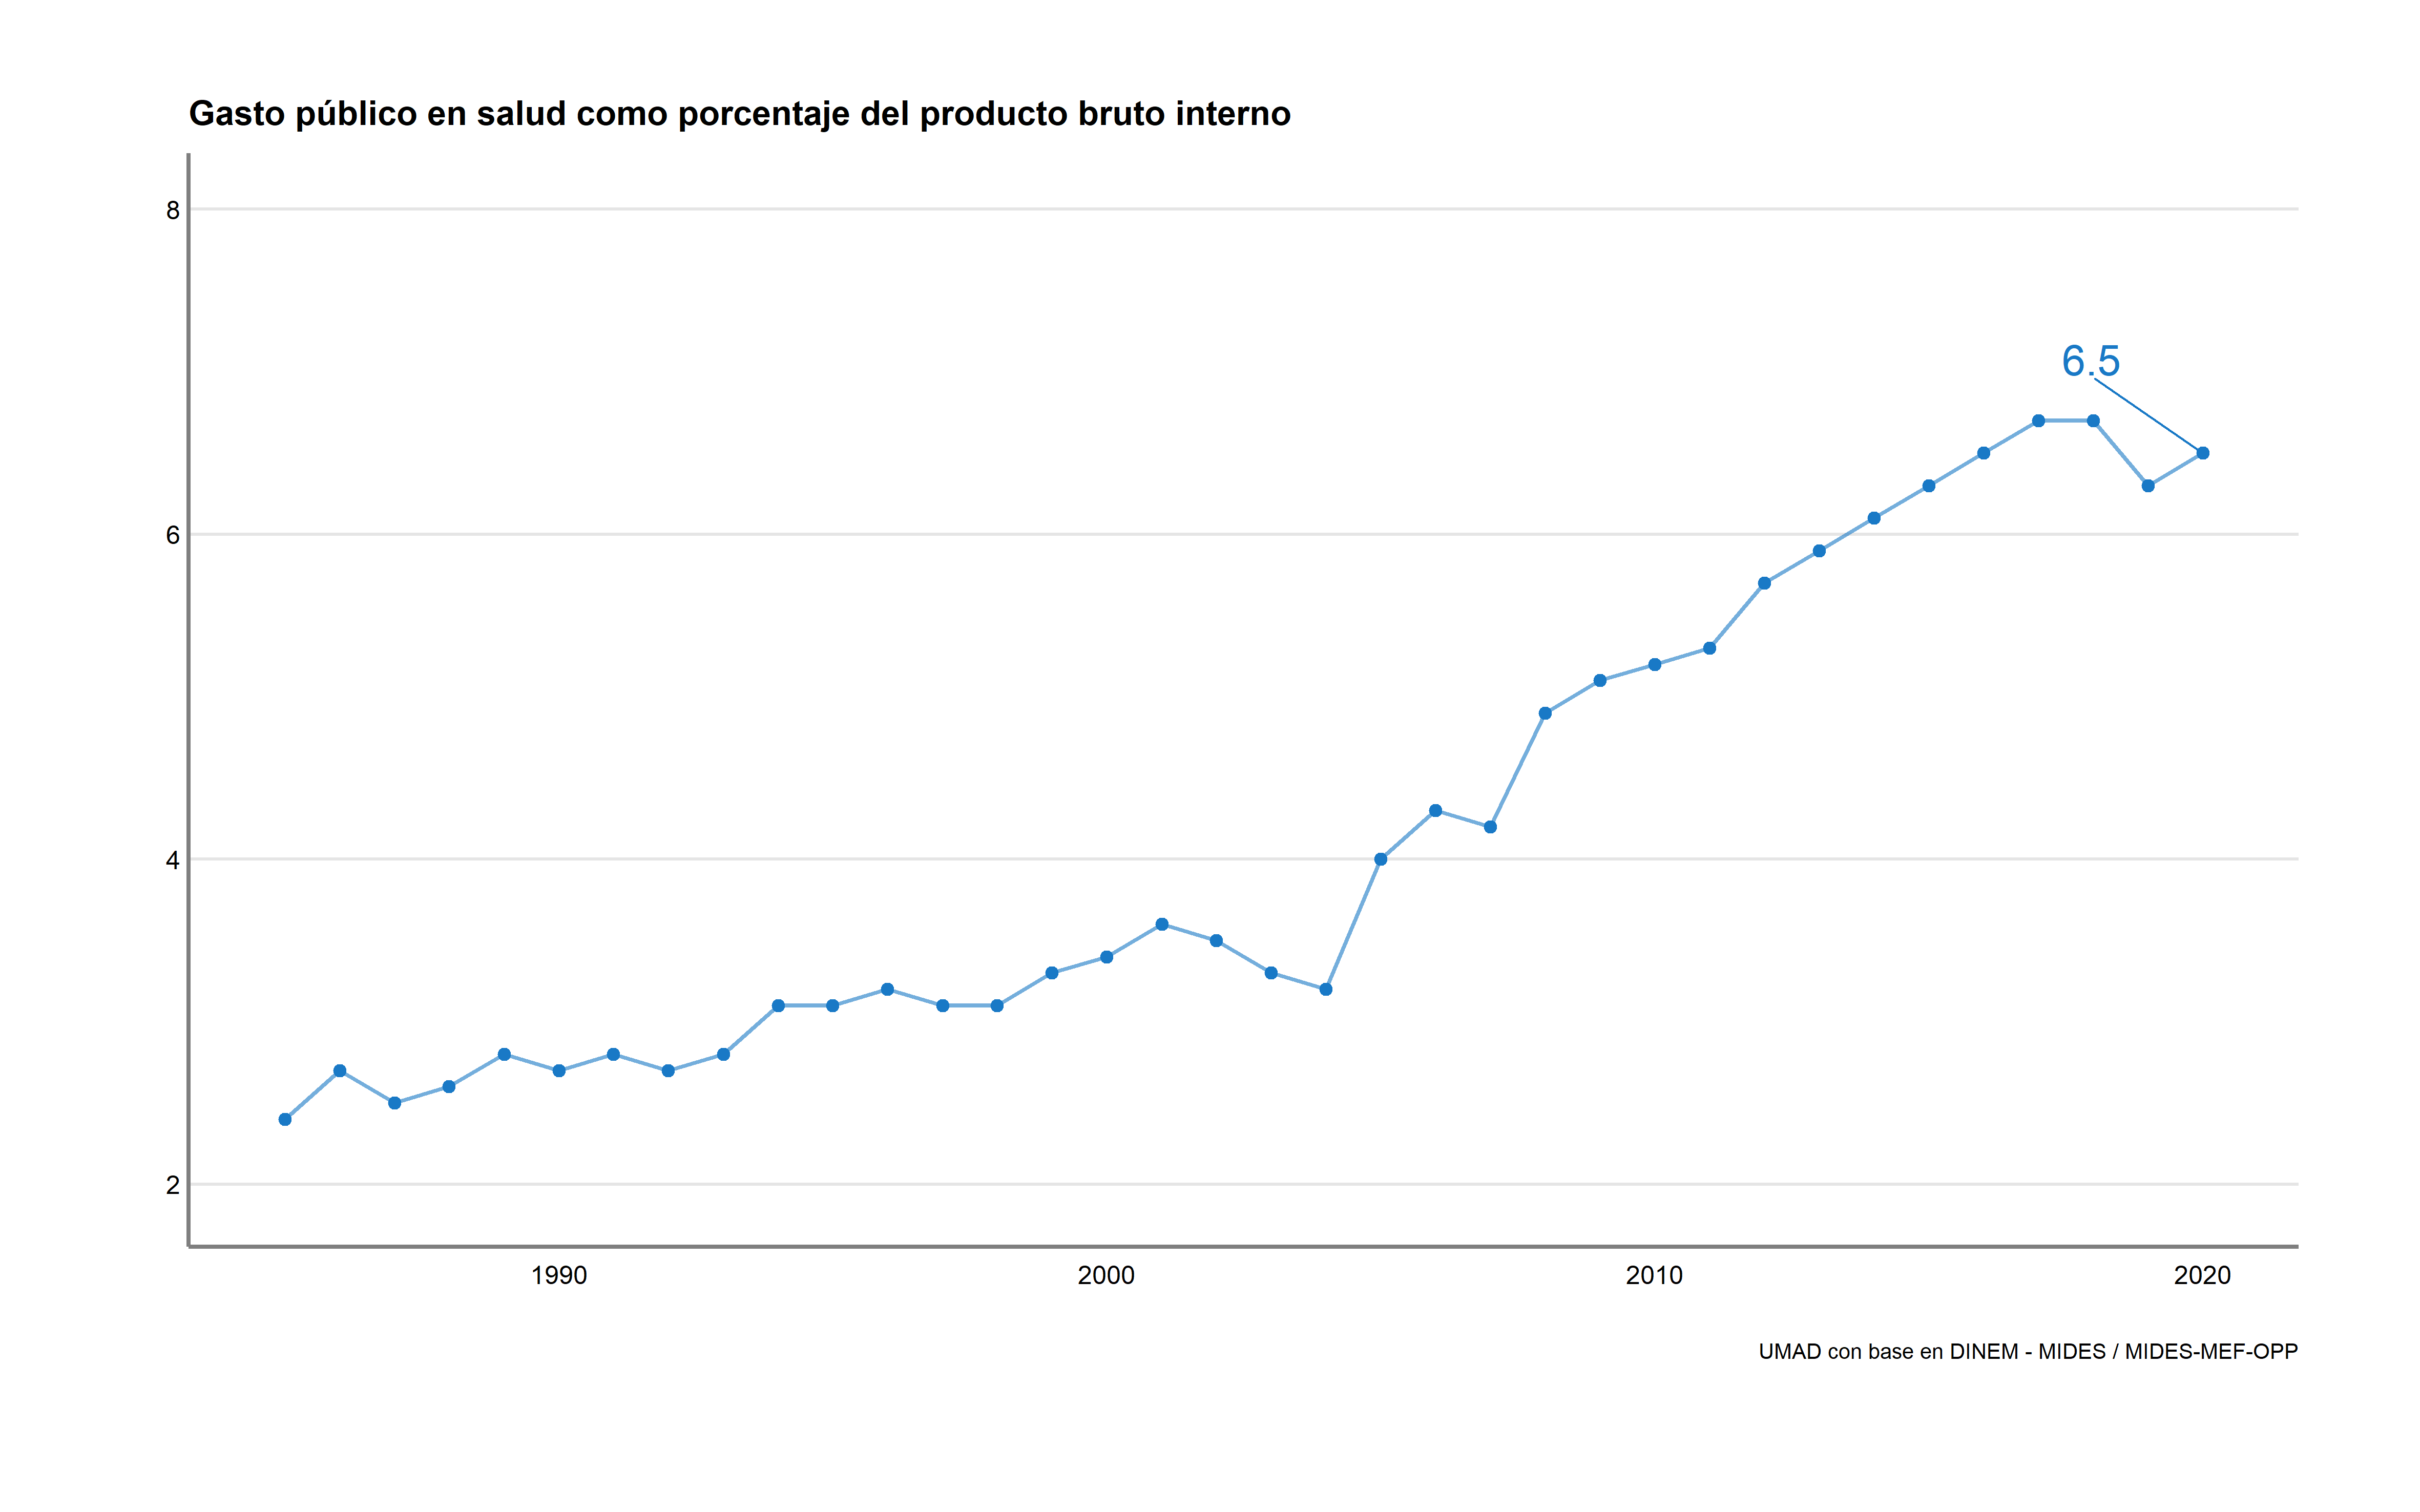 Gasto público en salud como porcentaje del producto bruto interno
8
6.5
6
4
2
1990 2000 2010 2020
UMAD con base en DINEM - MIDES / MIDES-MEF-OPP